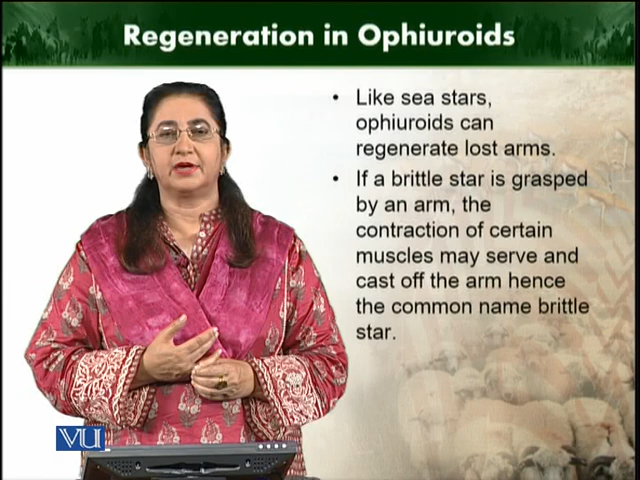 Regeneration in Ophiuroids
• Like sea stars,
ophiuroids can
regenerate lost arms.
• If a brittle star is grasped
by an arm, the
contraction of certain
muscles may serve and
cast off the arm hence
the common name brittle
star.
VU